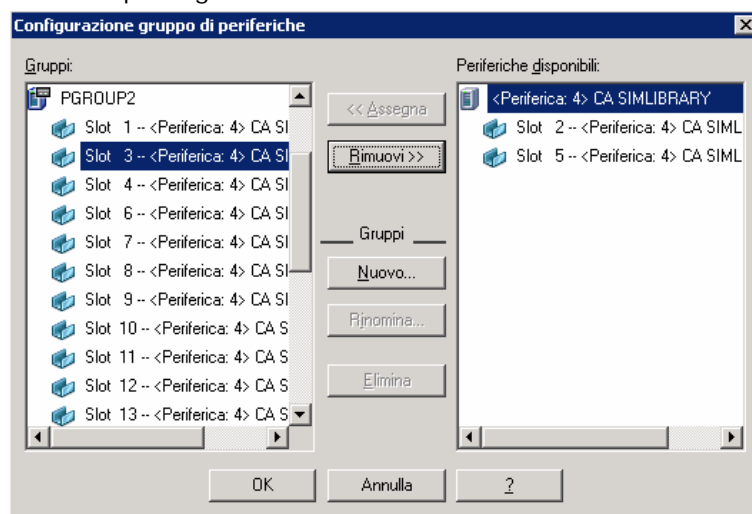 Configurazione gruppo di periferiche
Gruppi:
PGROUP2
Slot 1 -- <Periferica: 4> CA SI
Slot 3 -- <Periferica: 4> CA SI
Slot 4 -- <Periferica: 4> CA SI
Slot 6 -- <Periferica: 4> CA SI
Slot 7 -- <Periferica: 4> CA SI
Slot 8 -- <Periferica: 4> CA SI
Slot 9 -- <Periferica: 4> CA SI
Slot 10 -- <Periferica: 4> CA S
Slot 11 -- <Periferica: 4> CA S
Slot 12 -- <Periferica: 4> CA S
Slot 13 -- <Periferica: 4> CA S
<< Assegna
Rimuovi >>
Gruppi
Nuovo...
Rinomina...
Elimina
Periferiche disponibili:
<Periferica: 4> CA SIMLIBRARY
Slot 2 -- <Periferica: 4> CA SIML
Slot 5 -- <Periferica: 4> CA SIML
OK
Annulla
?